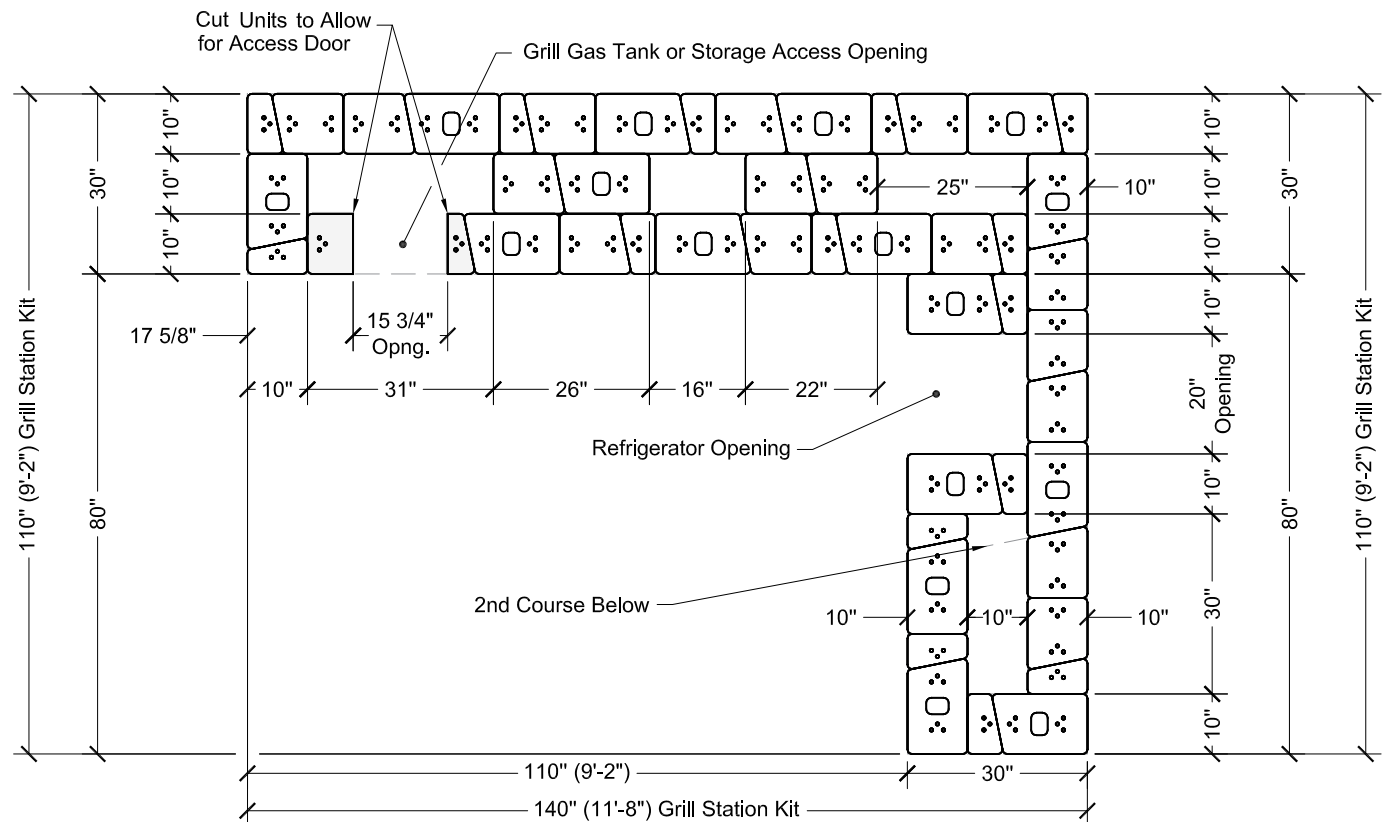 Cut Units to Allow
for Access Door
Grill Gas Tank or Storage Access Opening
10"
10"
10"
30"
80"
110" (9'-2") Grill Station Kit
25"
10"
10"
10"
10"
10"
20"
Opening
10"
30"
10"
30"
80"
110" (9'-2") Grill Station Kit
17 5/8"
15 3/4"
Opng.
10"
31"
26"
16"
22"
Refrigerator Opening
2nd Course Below
10"
10"
10"
110" (9'-2")
30"
140" (11'-8") Grill Station Kit